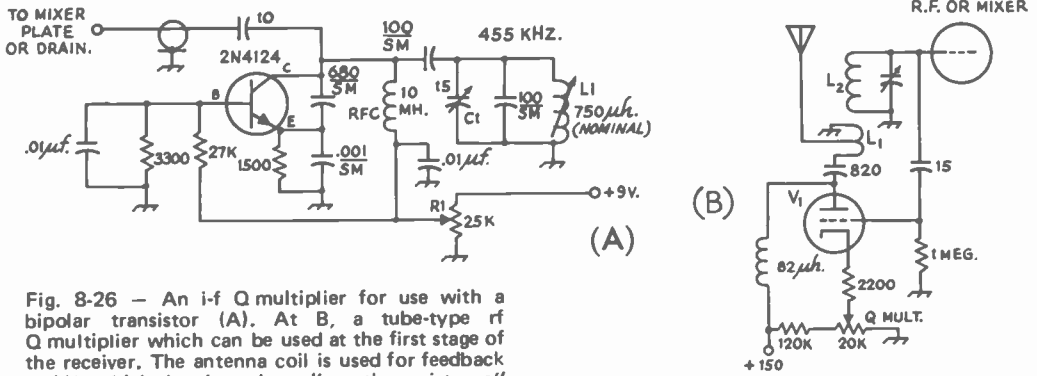 TO MIXER
PLATE
OR DRAIN.
10
2N4124
C
B
E
680
SM
100
SM
455 KHZ.
15
Ct
100
SM
L1
750 µh.
(NOMINAL)
10
MH.
RFC
.01µf.
3300
27K
1500
.001
SM
.01µf.
R1
25K
+9V.
(A)
R.F. OR MIXER
L2
L1
820
15
V1
(B)
82µh.
1 MEG.
2200
Q MULT.
120K
20K
+150
Fig. 8-26 — An i-f Q multiplier for use with a
bipolar transistor (A). At B, a tube-type rf
Q multiplier which can be used at the first stage of
the receiver. The antenna coil is used for feedback